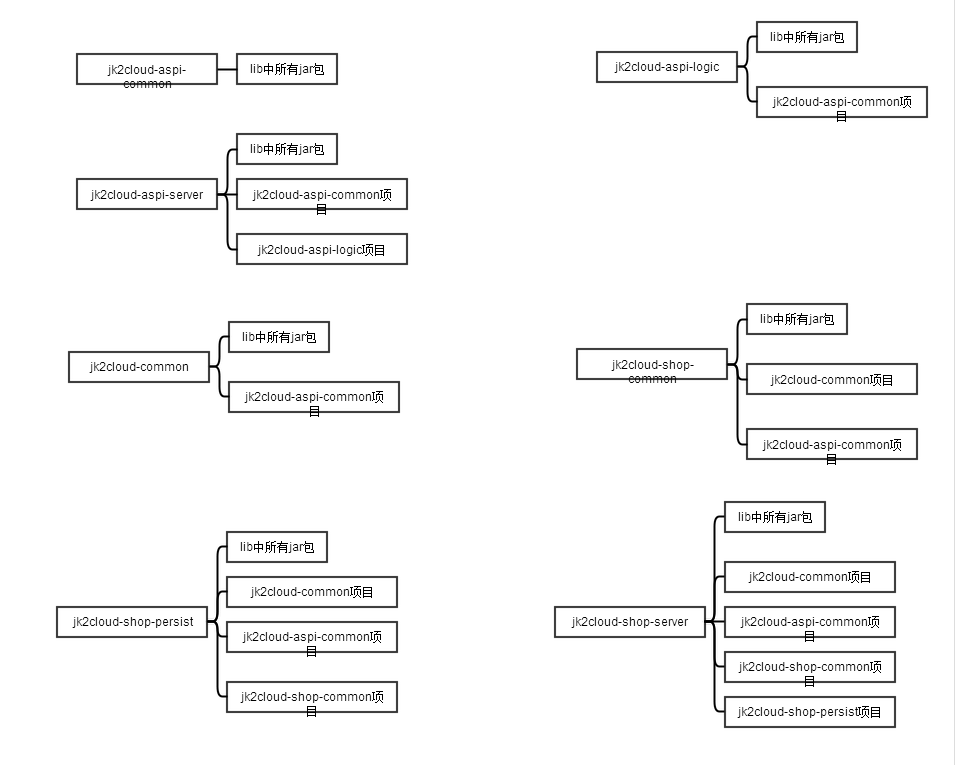 jk2cloud-aspi-
common
lib中所有jar包
lib中所有jar包
jk2cloud-aspi-logic
jk2cloud-aspi-common项
目
lib中所有jar包
jk2cloud-aspi-server
jk2cloud-aspi-common项
目
jk2cloud-aspi-logic项目
lib中所有jar包
jk2cloud-common
jk2cloud-aspi-common项
目
lib中所有jar包
jk2cloud-shop-
common
jk2cloud-common项目
jk2cloud-aspi-common项
目
lib中所有jar包
jk2cloud-common项目
jk2cloud-shop-persist
jk2cloud-aspi-common项
目
jk2cloud-shop-common项
目
lib中所有jar包
jk2cloud-common项目
jk2cloud-shop-server
jk2cloud-aspi-common项
目
jk2cloud-shop-common项
目
jk2cloud-shop-persist项目